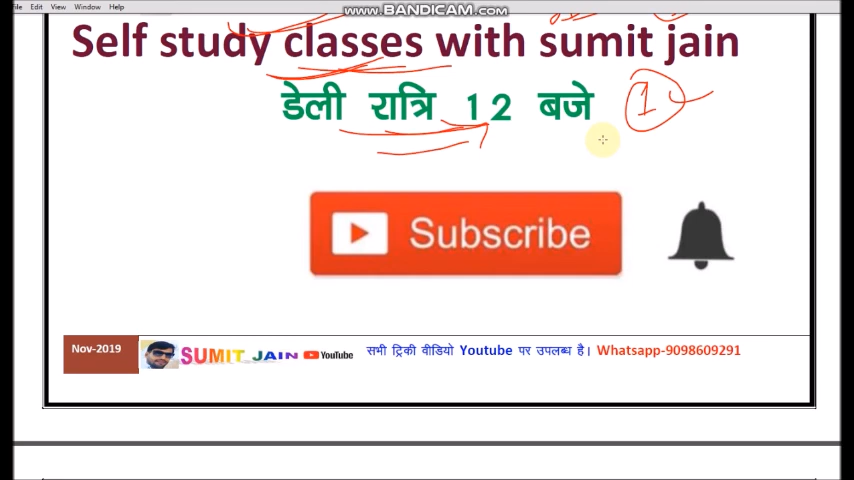 File Edit View Window Help
WWW.BANDICAM.COM
Self study classes with sumit jain
डेली रात्रि 12 बजे
Subscribe
Nov-2019 SUMIT JAIN YouTube सभी ट्रिकी वीडियो Youtube पर उपलब्ध है। Whatsapp-9098609291